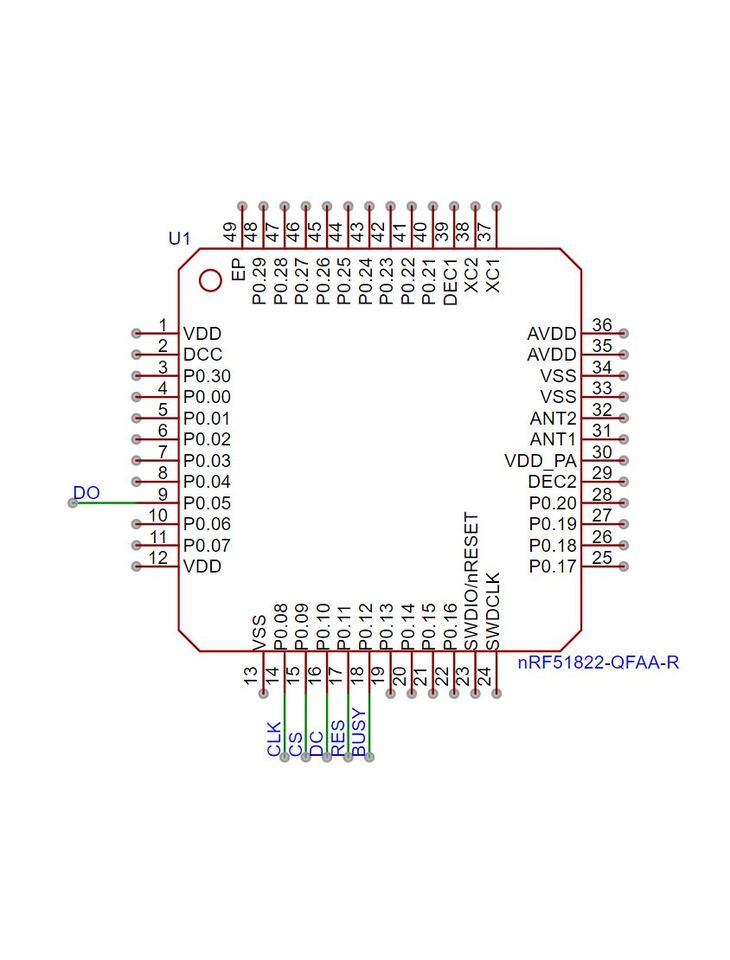 U1
49 48 47 46 45 44 43 42 41 40 39 38 37
EP P0.29 P0.28 P0.27 P0.26 P0.25 P0.24 P0.23 P0.22 P0.21 DEC1 XC2 XC1
1 VDD
2 DCC
3 P0.30
4 P0.00
5 P0.01
6 P0.02
7 P0.03
8 P0.04
DO
9 P0.05
10 P0.06
11 P0.07
12 VDD
AVDD 36
AVDD 35
VSS 34
VSS 33
ANT2 32
ANT1 31
VDD_PA 30
DEC2 29
P0.20 28
P0.19 27
P0.18 26
P0.17 25
VSS P0.08 P0.09 P0.10 P0.11 P0.12 P0.13 P0.14 P0.15 P0.16 SWDIO/nRESET SWDCLK
13 14 15 16 17 18 19 20 21 22 23 24
nRF51822-QFAA-R
CLK CS DC RES BUSY